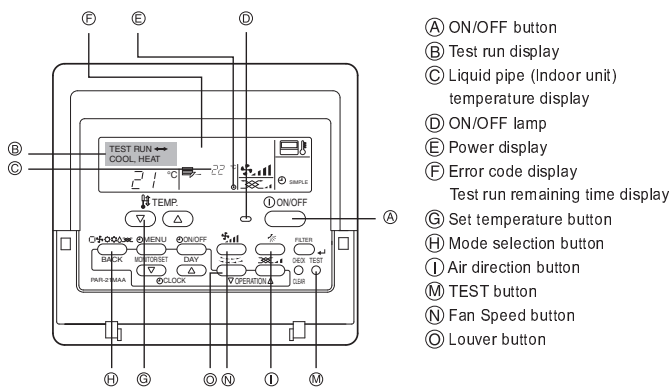 F
E
D
A ON/OFF button
B Test run display
C Liquid pipe (Indoor unit)
temperature display
D ON/OFF lamp
E Power display
F Error code display
Test run remaining time display
G Set temperature button
H Mode selection button
I Air direction button
M TEST button
N Fan Speed button
O Louver button
B
TEST RUN
COOL, HEAT
C
21 °C
22 °C
SIMPLE
TEMP.
ON/OFF
A
MENU
ON/OFF
FILTER
BACK
MONITOR/SET
DAY
CHECK
TEST
PAR-21MAA
CLOCK
OPERATION
CLEAR
H
G
O
N
I
M